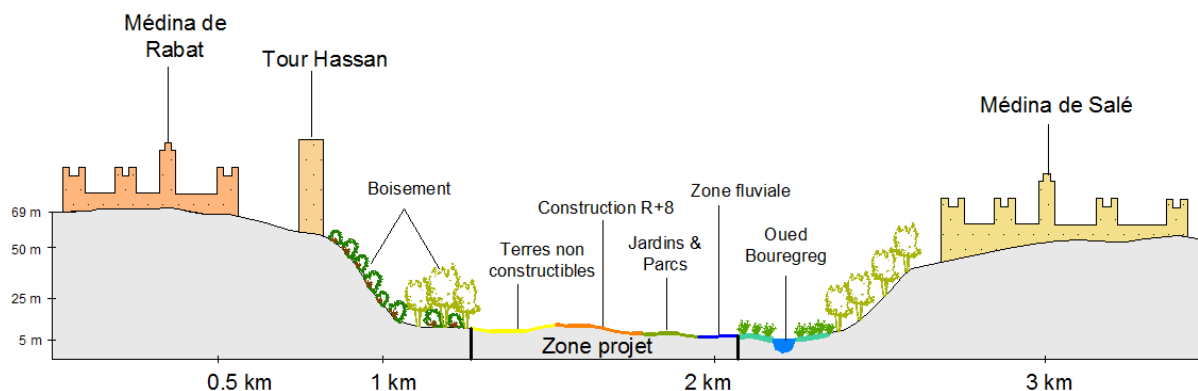 Médina de
Rabat
Tour Hassan
Médina de Salé
Boisement
Zone fluviale
Construction R+8
Terres non
constructibles
Jardins &
Parcs
Oued
Bouregreg
69 m
50 m
25 m
5 m
Zone projet
0.5 km
1 km
2 km
3 km